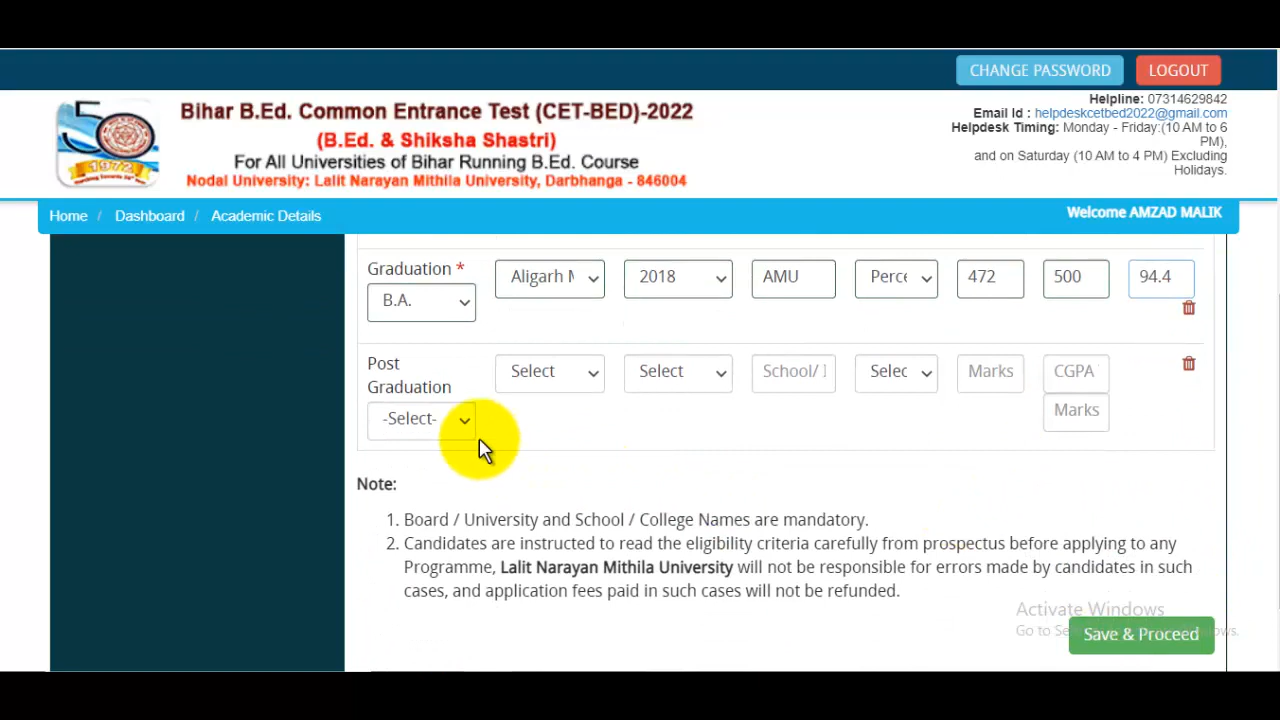 CHANGE PASSWORD
LOGOUT
50
1972
Bihar B.Ed. Common Entrance Test (CET-BED)-2022
(B.Ed. & Shiksha Shastri)
For All Universities of Bihar Running B.Ed. Course
Nodal University: Lalit Narayan Mithila University, Darbhanga - 846004
Helpline: 07314629842
Email Id : helpdeskcetbed2022@gmail.com
Helpdesk Timing: Monday - Friday:(10 AM to 6
PM),
and on Saturday (10 AM to 4 PM) Excluding
Holidays.
Home / Dashboard / Academic Details
Welcome AMZAD MALIK
Graduation *
B.A.
Aligarh M
2018
AMU
Perce
472
500
94.4
Post
Graduation
-Select-
Select
Select
School/ I
Selec
Marks
CGPA
Marks
Note:
1. Board / University and School / College Names are mandatory.
2. Candidates are instructed to read the eligibility criteria carefully from prospectus before applying to any
Programme, Lalit Narayan Mithila University will not be responsible for errors made by candidates in such
cases, and application fees paid in such cases will not be refunded.
Activate Windows
Go to Se
ows.
Save & Proceed